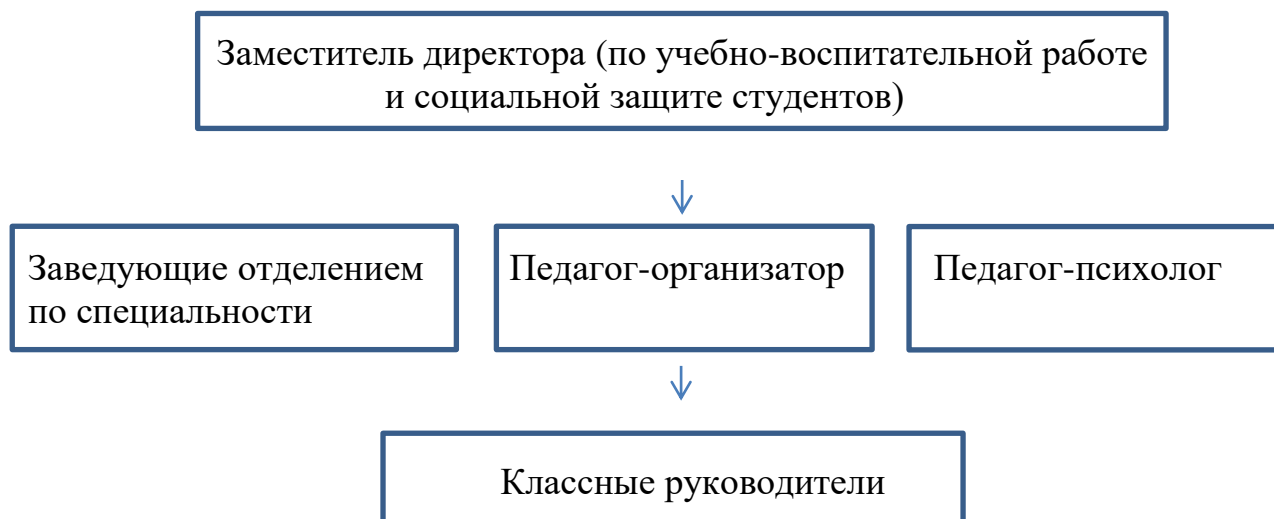 Заместитель директора (по учебно-воспитательной работе
и социальной защите студентов)
Заведующие отделением
по специальности
Педагог-организатор
Педагог-психолог
Классные руководители